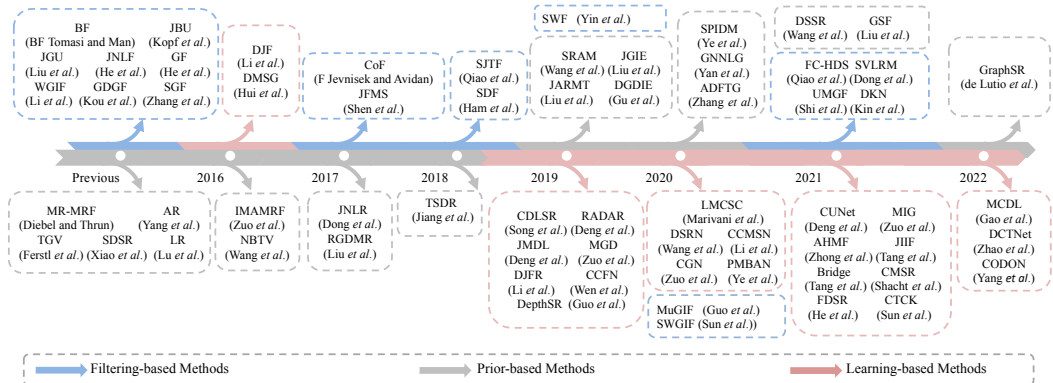 BF JBU
(BF Tomasi and Man) (Kopf et al.)
JGU JNLF GF
(Liu et al.) (He et al.) (He et al.)
WGIF GDGF SGF
(Li et al.) (Kou et al.) (Zhang et al.)
DJF
(Li et al.)
DMSG
(Hui et al.)
CoF
(F Jevnisek and Avidan)
JFMS
(Shen et al.)
SJTF
(Qiao et al.)
SDF
(Ham et al.)
SWF (Yin et al.)
SRAM JGIE
(Wang et al.) (Liu et al.)
JARMT DGDIE
(Liu et al.) (Gu et al.)
SPIDM
(Ye et al.)
GNNLG
(Yan et al.)
ADFTG
(Zhang et al.)
DSSR GSF
(Wang et al.) (Liu et al.)
FC-HDS SVLRM
(Qiao et al.) (Dong et al.)
UMGF DKN
(Shi et al.) (Kin et al.)
GraphSR
(de Lutio et al.)
Previous 2016 2017 2018 2019 2020 2021 2022
MR-MRF AR
(Diebel and Thrun) (Yang et al.)
TGV SDSR LR
(Ferstl et al.) (Xiao et al.) (Lu et al.)
IMAMRF
(Zuo et al.)
NBTV
(Wang et al.)
JNLR
(Dong et al.)
RGDMR
(Liu et al.)
TSDR
(Jiang et al.)
CDLSR RADAR
(Song et al.) (Deng et al.)
JMDL MGD
(Deng et al.) (Zuo et al.)
DJFR CCFN
(Li et al.) (Wen et al.)
DepthSR (Guo et al.)
LMCSC
(Marivani et al.)
DSRN CCMSN
(Wang et al.) (Li et al.)
CGN PMBAN
(Zuo et al.) (Ye et al.)
MuGIF (Guo et al.)
SWGIF (Sun et al.))
CUNet MIG
(Deng et al.) (Zuo et al.)
AHMF JIIF
(Zhong et al.) (Tang et al.)
Bridge CMSR
(Tang et al.) (Shacht et al.)
FDSR CTCK
(He et al.) (Sun et al.)
MCDL
(Gao et al.)
DCTNet
(Zhao et al.)
CODON
(Yang et al.)
Filtering-based Methods Prior-based Methods Learning-based Methods